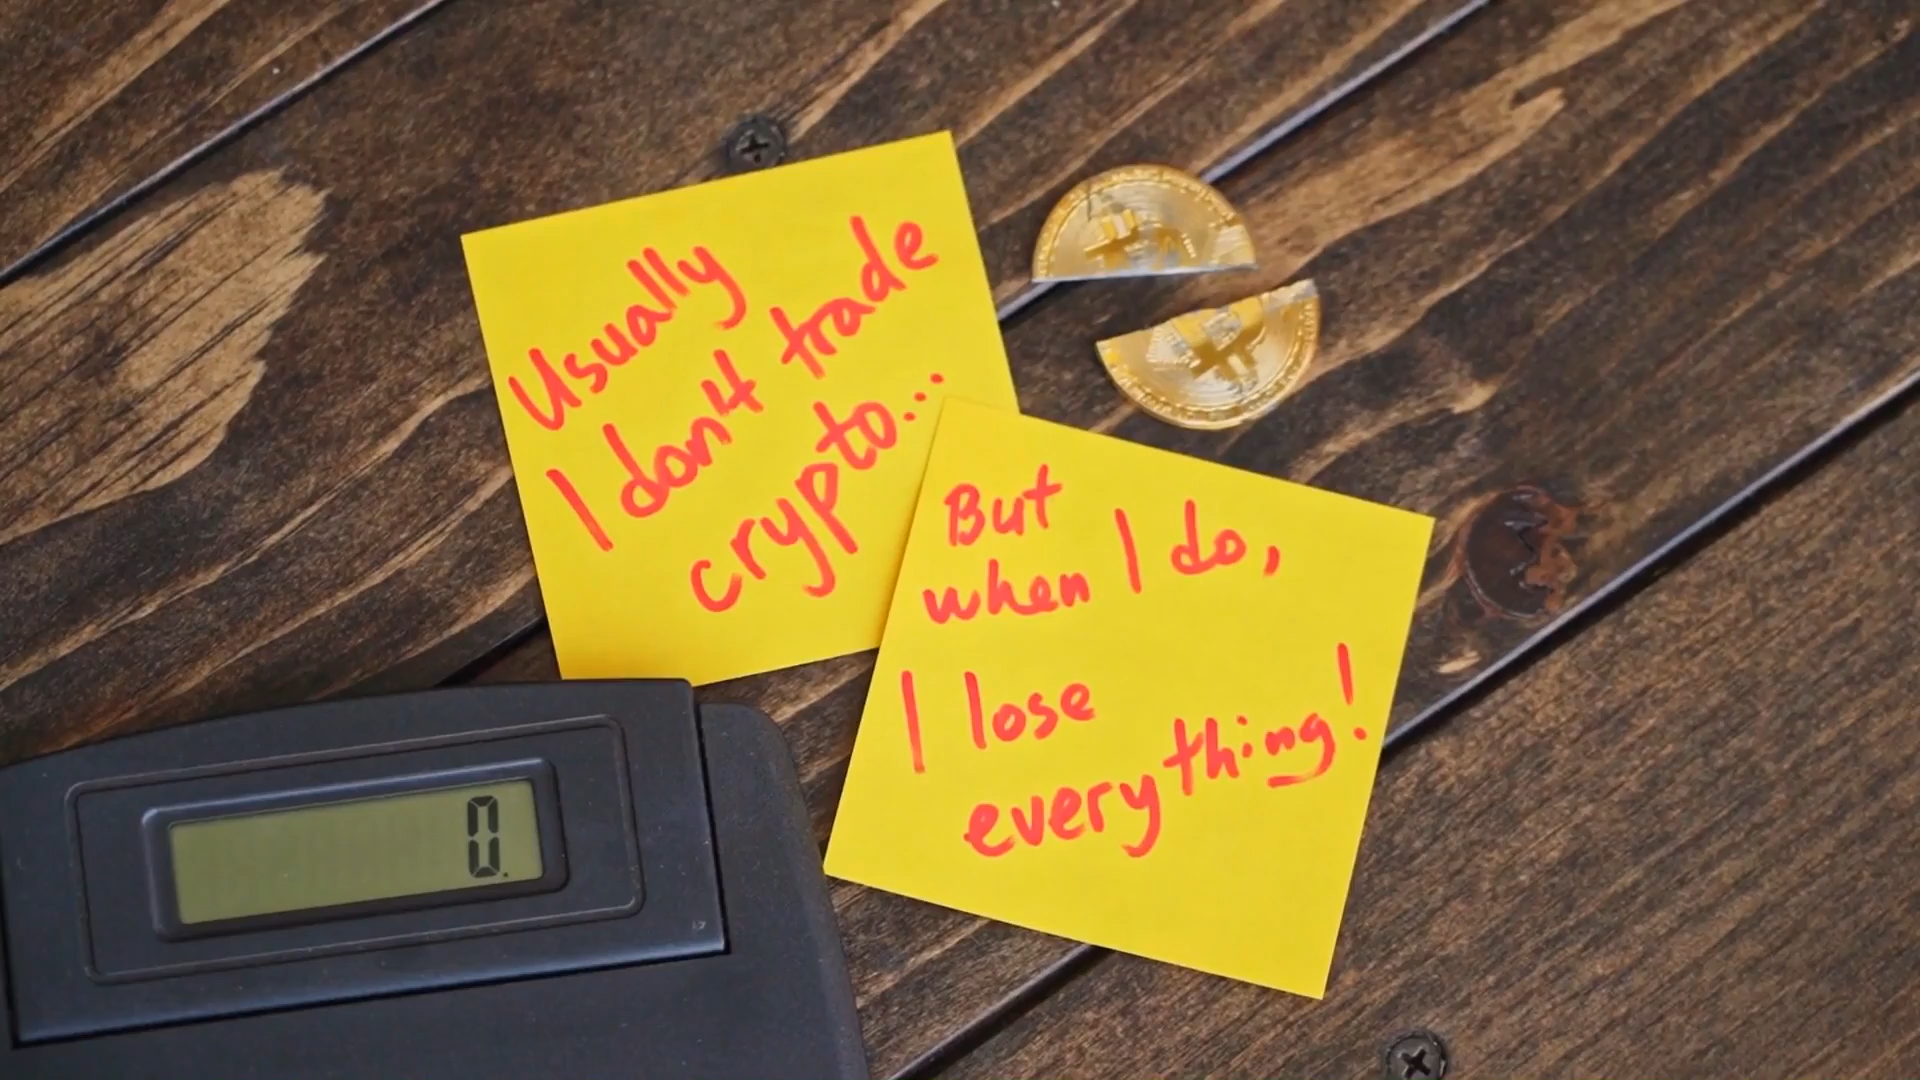 Usually
I don't trade
crypto...
But
when I do,
I lose
everything!
0.